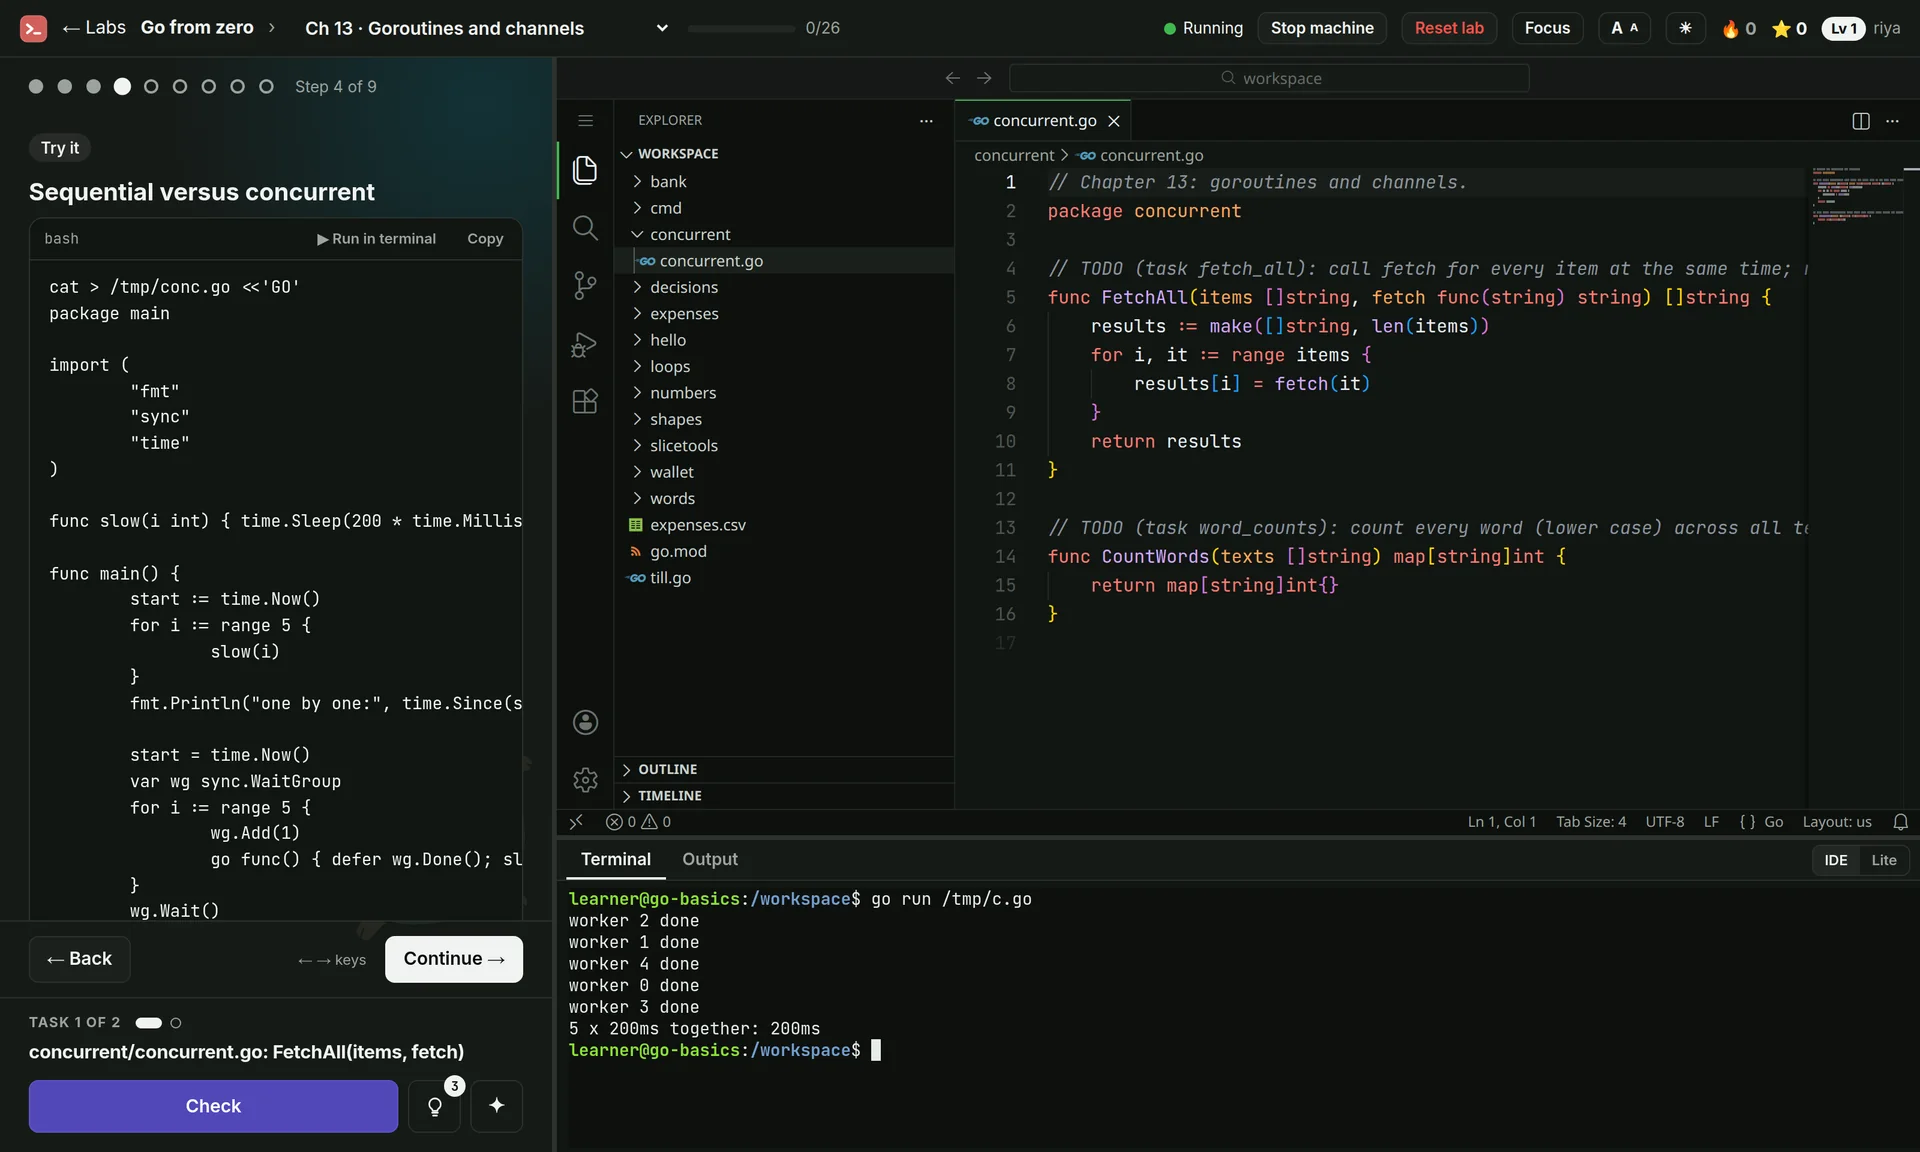 ← Labs Go from zero › Ch 13 · Goroutines and channels 0/26 Running Stop machine Reset lab Focus A A 0 0 Lv 1 riya
Step 4 of 9
Try it
Sequential versus concurrent
bash ▶ Run in terminal Copy
cat > /tmp/conc.go <<'GO'
package main
import (
"fmt"
"sync"
"time"
)
func slow(i int) { time.Sleep(200 * time.Millis
func main() {
start := time.Now()
for i := range 5 {
slow(i)
}
fmt.Println("one by one:", time.Since(s
start = time.Now()
var wg sync.WaitGroup
for i := range 5 {
wg.Add(1)
go func() { defer wg.Done(); sl
}
wg.Wait()
← Back ← → keys Continue →
TASK 1 OF 2
concurrent/concurrent.go: FetchAll(items, fetch)
Check 3
workspace
EXPLORER
WORKSPACE
bank
cmd
concurrent
concurrent.go
decisions
expenses
hello
loops
numbers
shapes
slicetools
wallet
words
expenses.csv
go.mod
till.go
OUTLINE
TIMELINE
concurrent.go
concurrent > concurrent.go
1 // Chapter 13: goroutines and channels.
2 package concurrent
3
4 // TODO (task fetch_all): call fetch for every item at the same time;
5 func FetchAll(items []string, fetch func(string) string) []string {
6 results := make([]string, len(items))
7 for i, it := range items {
8 results[i] = fetch(it)
9 }
10 return results
11 }
12
13 // TODO (task word_counts): count every word (lower case) across all te
14 func CountWords(texts []string) map[string]int {
15 return map[string]int{}
16 }
17
0 0 Ln 1, Col 1 Tab Size: 4 UTF-8 LF { } Go Layout: us
Terminal Output IDE Lite
learner@go-basics:/workspace$ go run /tmp/c.go
worker 2 done
worker 1 done
worker 4 done
worker 0 done
worker 3 done
5 x 200ms together: 200ms
learner@go-basics:/workspace$